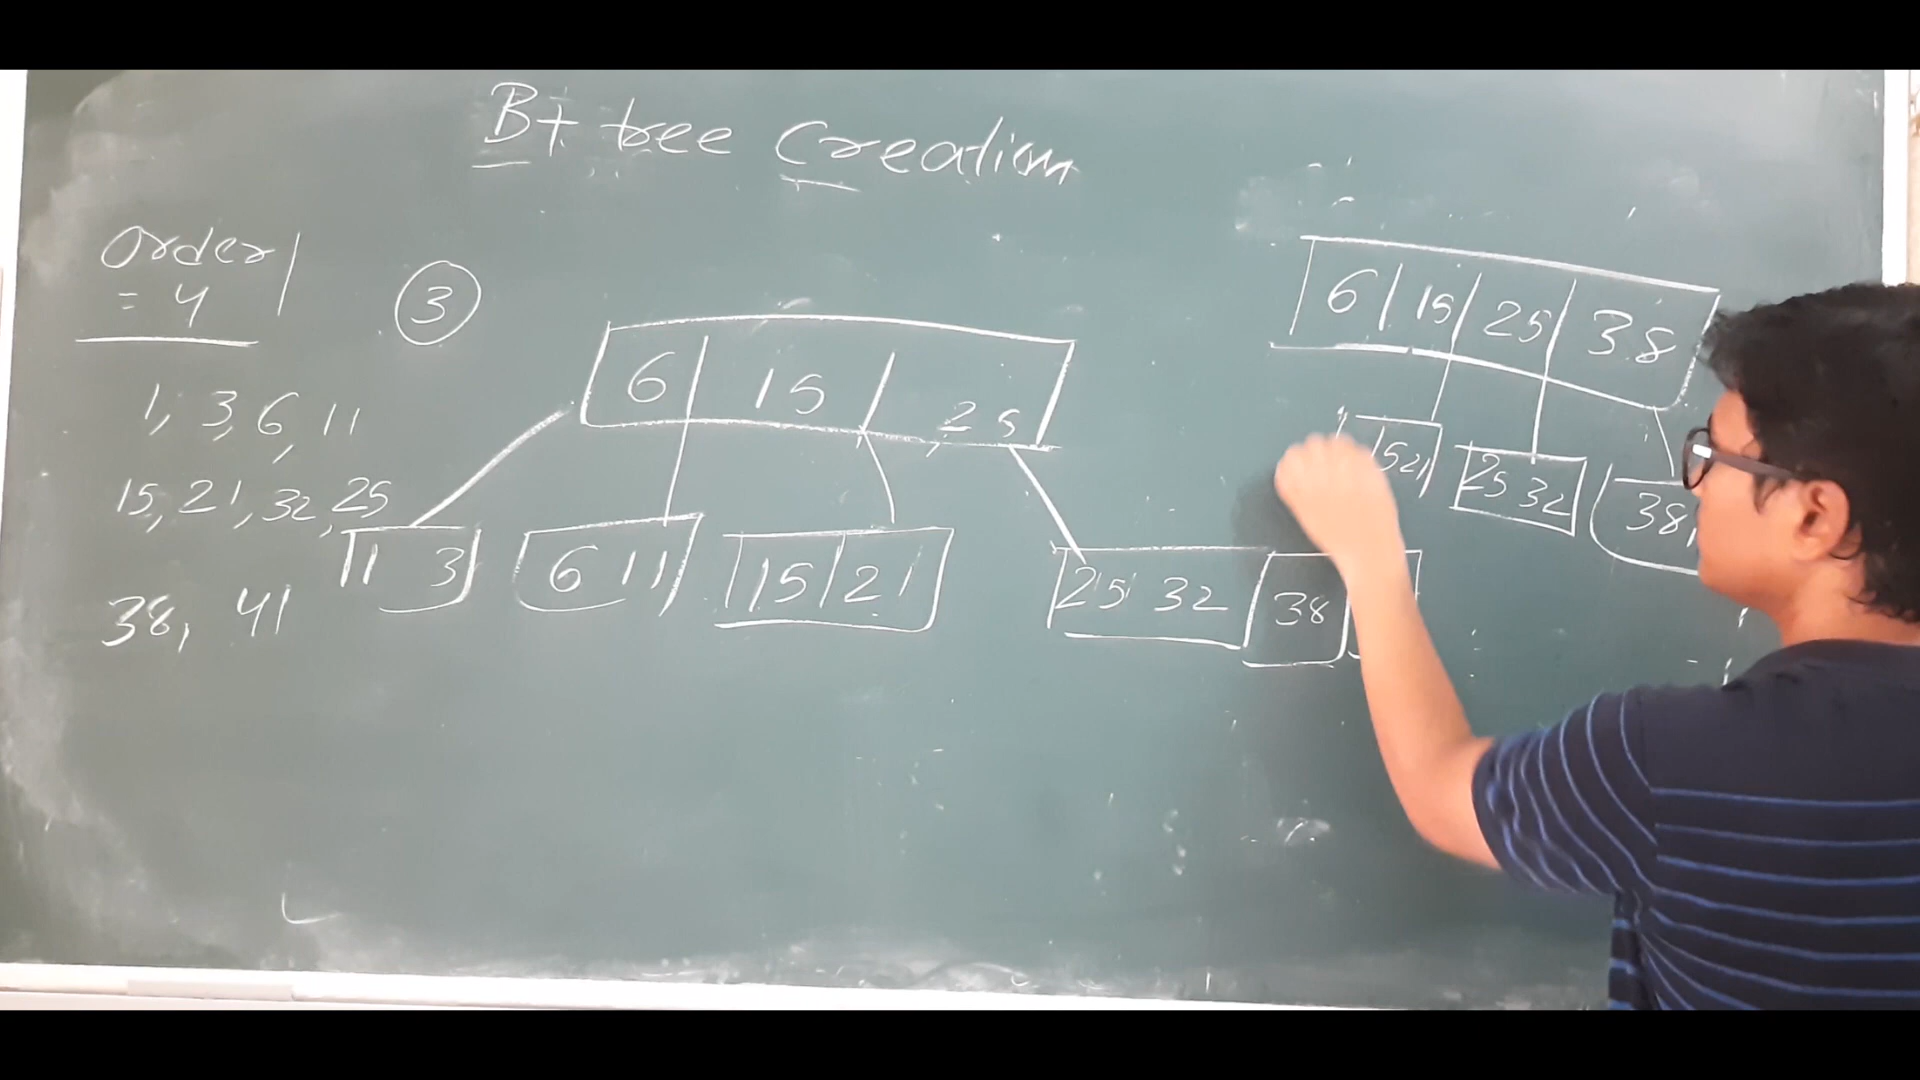 B+ tree Creation
Order
= 4
3
1, 3, 6, 11
15, 21, 32, 25
38, 41
6 15 25
1 3
6 11
15 21
25 32 38
6 15 25 38
15 21
25 32
38